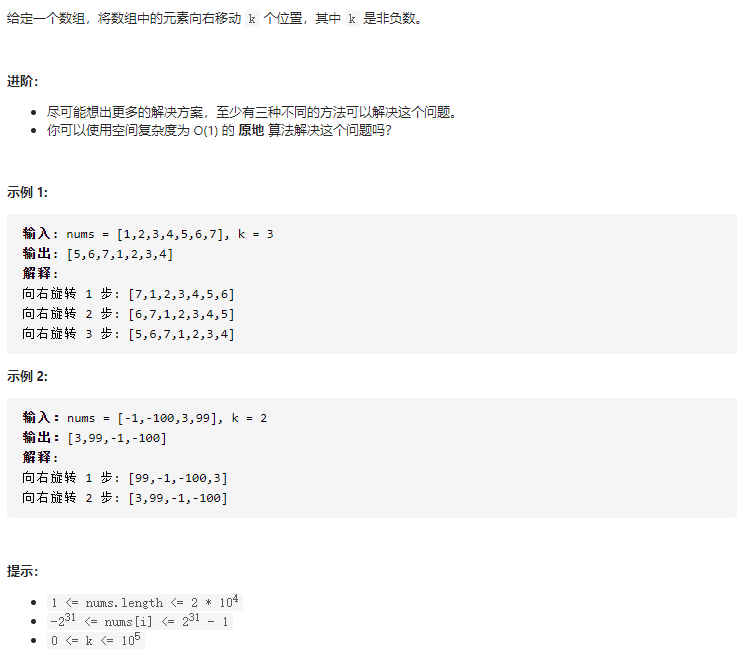 给定一个数组，将数组中的元素向右移动 k 个位置，其中 k 是非负数。
进阶：
尽可能想出更多的解决方案，至少有三种不同的方法可以解决这个问题。
你可以使用空间复杂度为 O(1) 的 原地 算法解决这个问题吗？
示例 1:
输入: nums = [1,2,3,4,5,6,7], k = 3
输出: [5,6,7,1,2,3,4]
解释:
向右旋转 1 步: [7,1,2,3,4,5,6]
向右旋转 2 步: [6,7,1,2,3,4,5]
向右旋转 3 步: [5,6,7,1,2,3,4]
示例 2:
输入：nums = [-1,-100,3,99], k = 2
输出：[3,99,-1,-100]
解释:
向右旋转 1 步: [99,-1,-100,3]
向右旋转 2 步: [3,99,-1,-100]
提示：
1 <= nums.length <= 2 * 10⁴
-2³¹ <= nums[i] <= 2³¹ - 1
0 <= k <= 10⁵